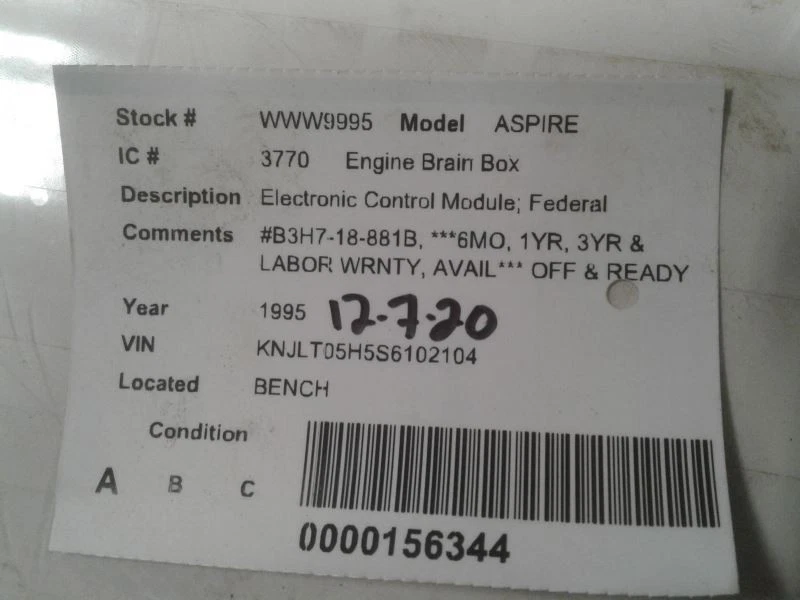 Stock # WWW9995 Model ASPIRE
IC # 3770 Engine Brain Box
Description Electronic Control Module; Federal
Comments #B3H7-18-881B, ***6MO, 1YR, 3YR &
LABOR WRNTY, AVAIL*** OFF & READY
Year 1995 12-7-20
VIN KNJLT05H5S6102104
Located BENCH
Condition
A B C
0000156344